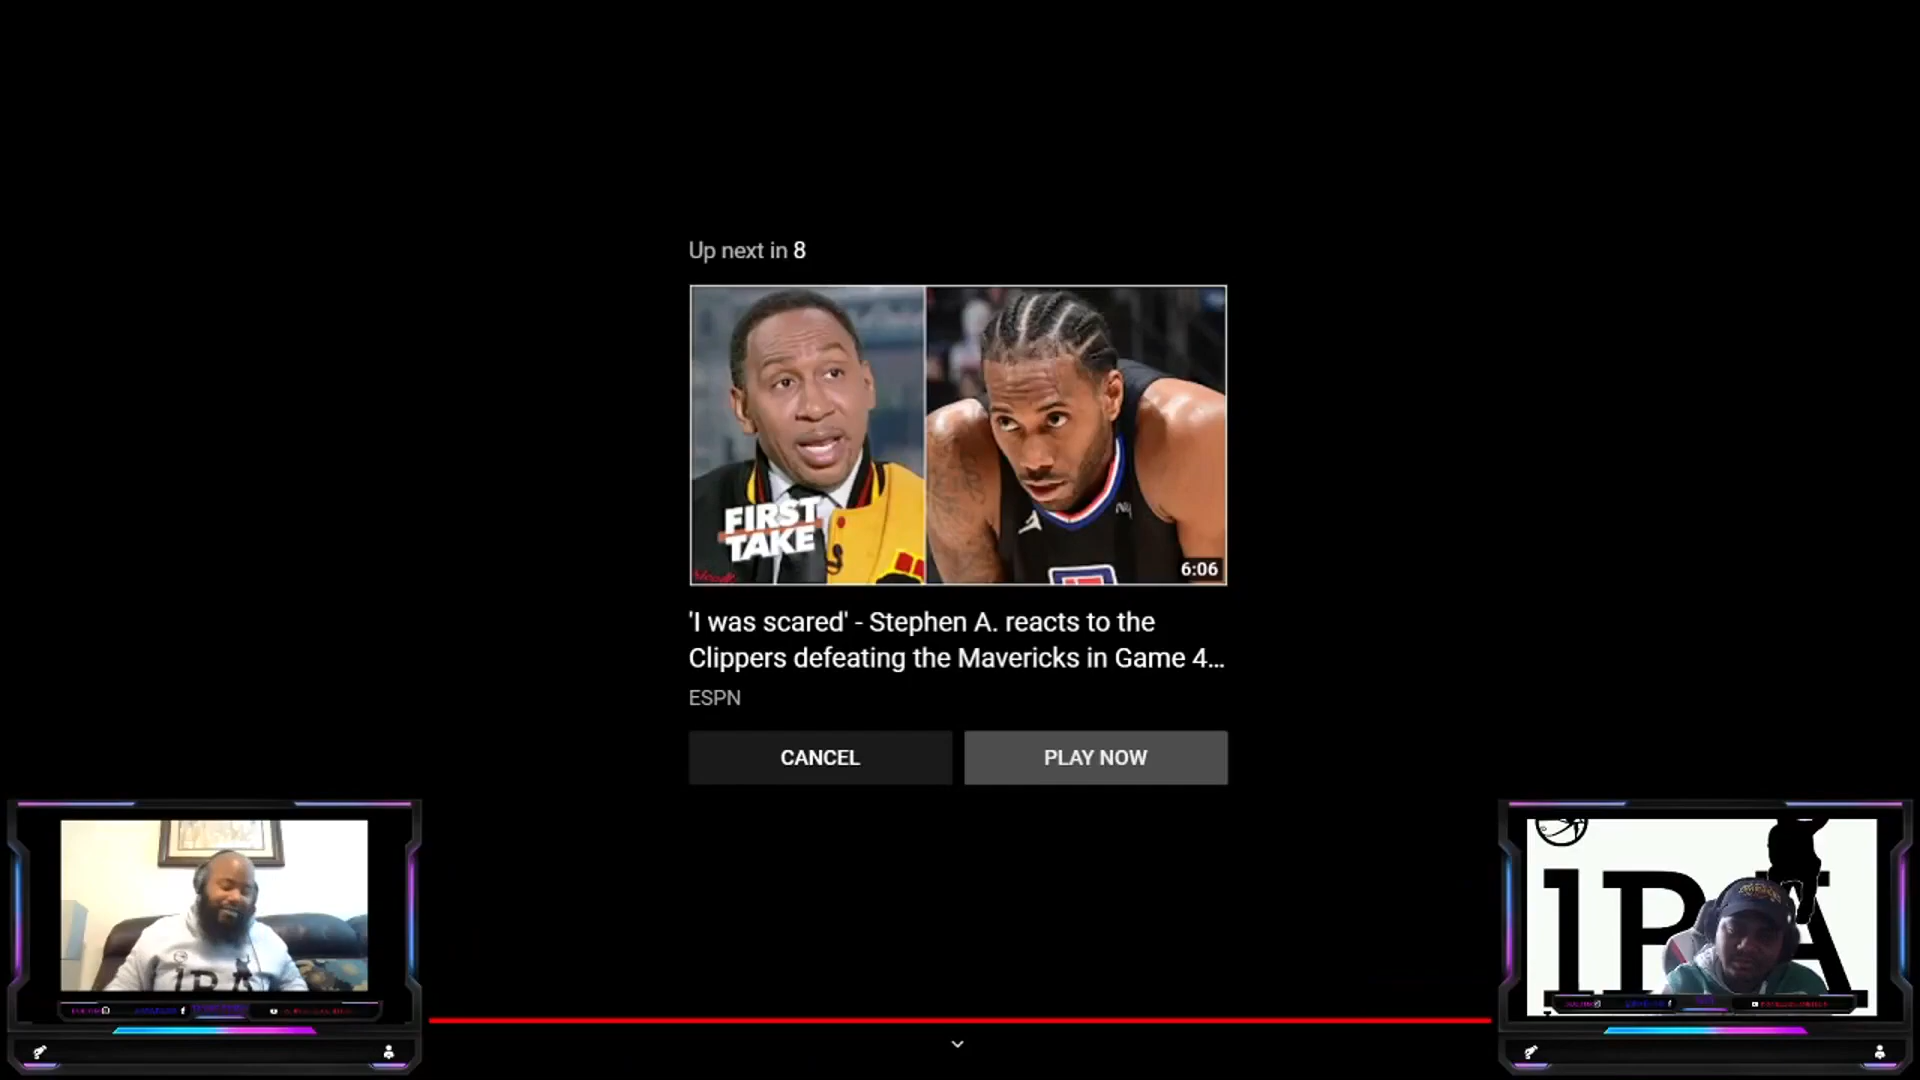 Up next in 8
FIRST
TAKE
6:06
'I was scared' - Stephen A. reacts to the
Clippers defeating the Mavericks in Game 4...
ESPN
CANCEL
PLAY NOW